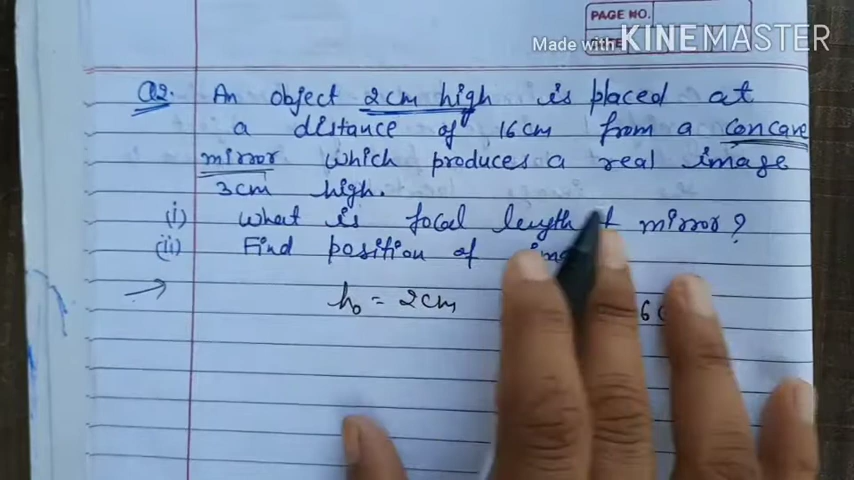 PAGE NO.
Made with KINEMASTER
Q2. An object 2cm high is placed at
a distance of 16cm from a concave
mirror which produces a real image
3cm high.
(i) What is focal length of mirror?
(ii) Find position of
→ h₀ = 2cm